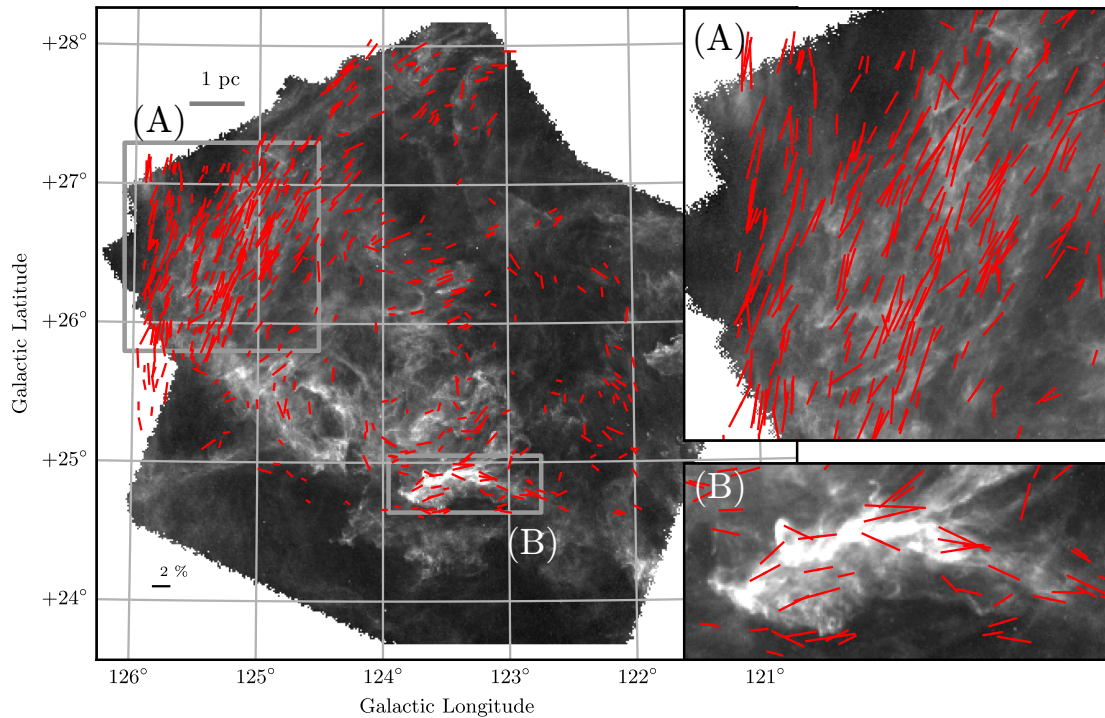 +28°
+27°
+26°
+25°
+24°
Galactic Latitude
1 pc
(A)
(B)
2 %
(A)
(B)
126°
125°
124°
123°
122°
121°
Galactic Longitude